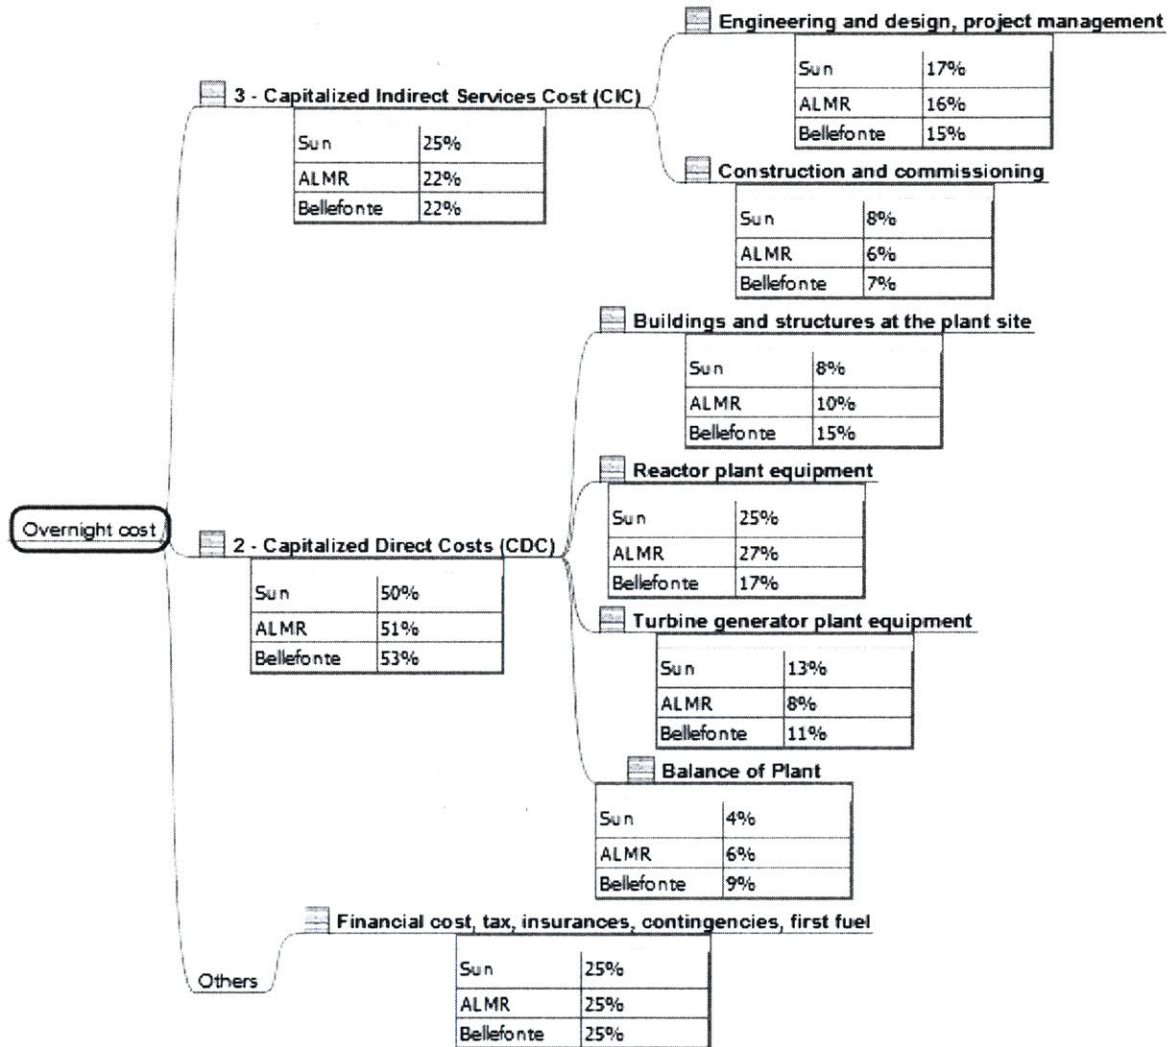 Engineering and design, project management
Sun 17%
ALMR 16%
Bellefonte 15%
3 - Capitalized Indirect Services Cost (CIC)
Sun 25%
ALMR 22%
Bellefonte 22%
Construction and commissioning
Sun 8%
ALMR 6%
Bellefonte 7%
Buildings and structures at the plant site
Sun 8%
ALMR 10%
Bellefonte 15%
Reactor plant equipment
Sun 25%
ALMR 27%
Bellefonte 17%
Overnight cost
2 - Capitalized Direct Costs (CDC)
Sun 50%
ALMR 51%
Bellefonte 53%
Turbine generator plant equipment
Sun 13%
ALMR 8%
Bellefonte 11%
Balance of Plant
Sun 4%
ALMR 6%
Bellefonte 9%
Financial cost, tax, insurances, contingencies, first fuel
Others
Sun 25%
ALMR 25%
Bellefonte 25%